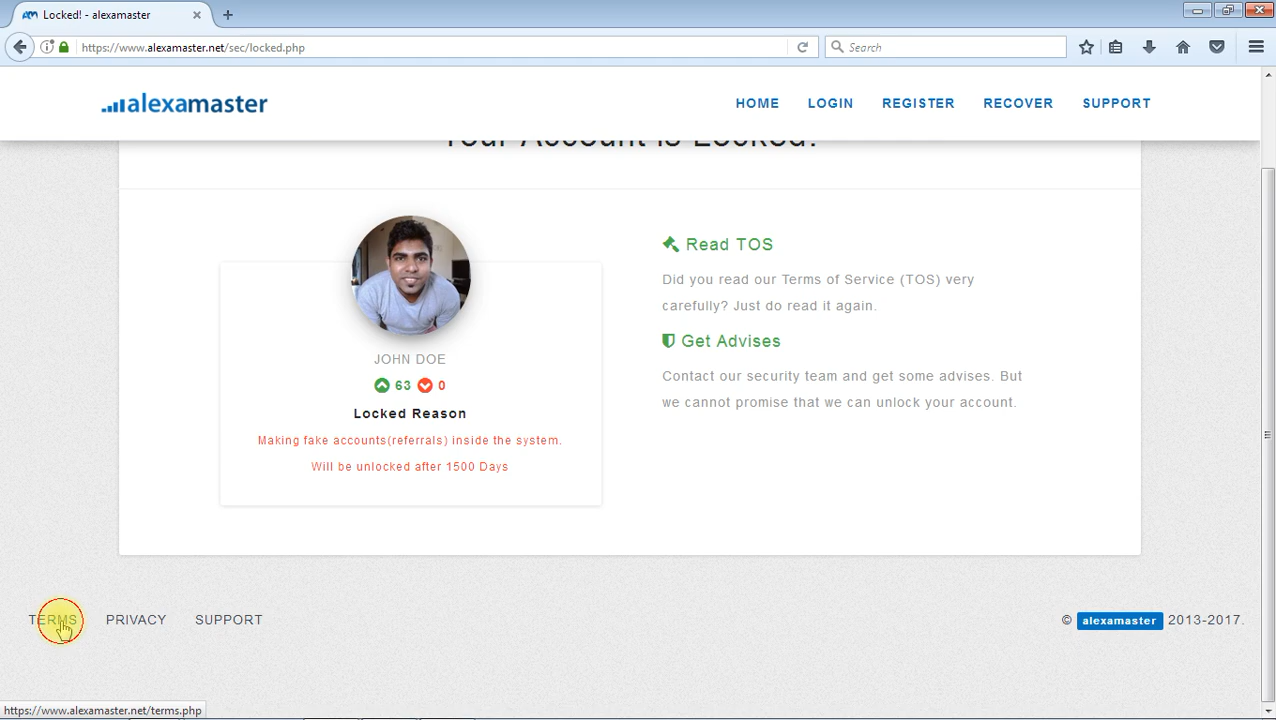 Locked! - alexamaster
https://www.alexamaster.net/sec/locked.php
Search
alexamaster
HOME
LOGIN
REGISTER
RECOVER
SUPPORT
Your Account is Locked!
JOHN DOE
63 0
Locked Reason
Making fake accounts(referrals) inside the system.
Will be unlocked after 1500 Days
Read TOS
Did you read our Terms of Service (TOS) very
carefully? Just do read it again.
Get Advises
Contact our security team and get some advises. But
we cannot promise that we can unlock your account.
TERMS
PRIVACY
SUPPORT
© alexamaster 2013-2017.
https://www.alexamaster.net/terms.php